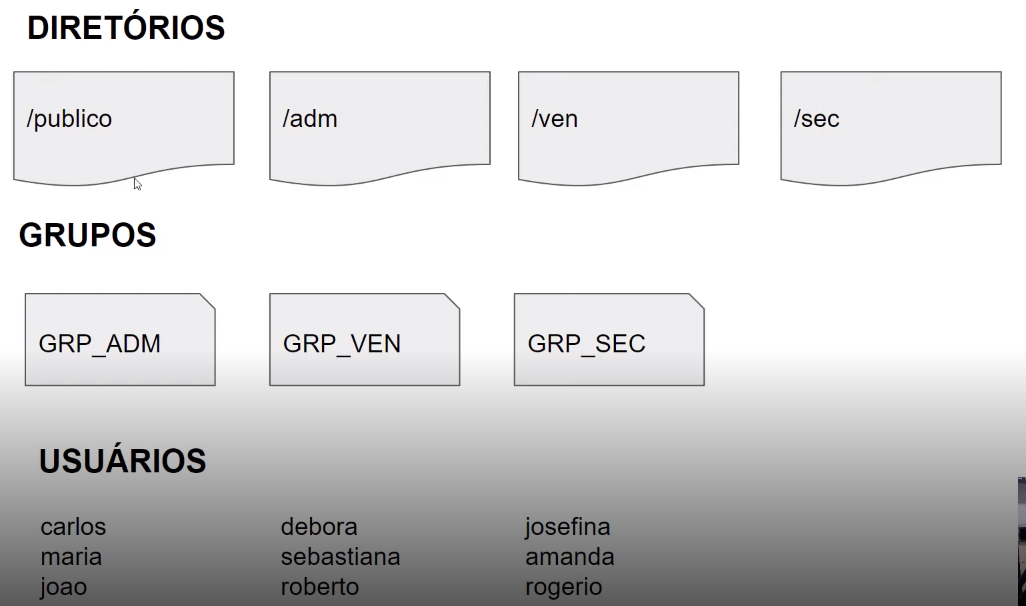 DIRETÓRIOS
/publico
/adm
/ven
/sec
GRUPOS
GRP_ADM
GRP_VEN
GRP_SEC
USUÁRIOS
carlos
maria
joao
debora
sebastiana
roberto
josefina
amanda
rogerio